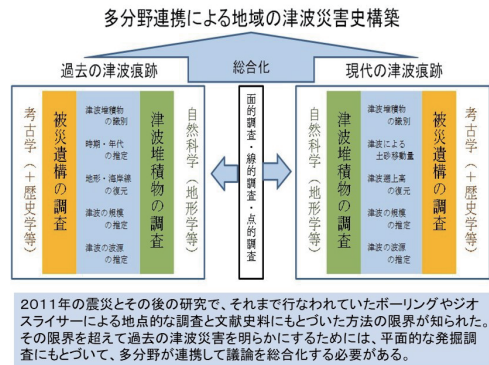 多分野連携による地域の津波災害史構築
総合化
過去の津波痕跡
現代の津波痕跡
考古学(+歴史学等)
被災遺構の調査
津波堆積物
の識別
時期・年代
の推定
地形・海岸線
の復元
津波の規模
の推定
津波の波源
の推定
津波堆積物の調査
自然科学(地形学等)
面的調査・線的調査・点的調査
自然科学(地形学等)
津波堆積物の調査
津波堆積物
の識別
津波による
土砂移動量
津波遡上高
の復元
津波の規模
の推定
津波の波源
の推定
被災遺構の調査
考古学(+歴史学等)
2011年の震災とその後の研究で、それまで行なわれていたボーリングやジオ
スライサーによる地点的な調査と文献史料にもとづいた方法の限界が知られた。
その限界を超えて過去の津波災害を明らかにするためには、平面的な発掘調
査にもとづいて、多分野が連携して議論を総合化する必要がある。